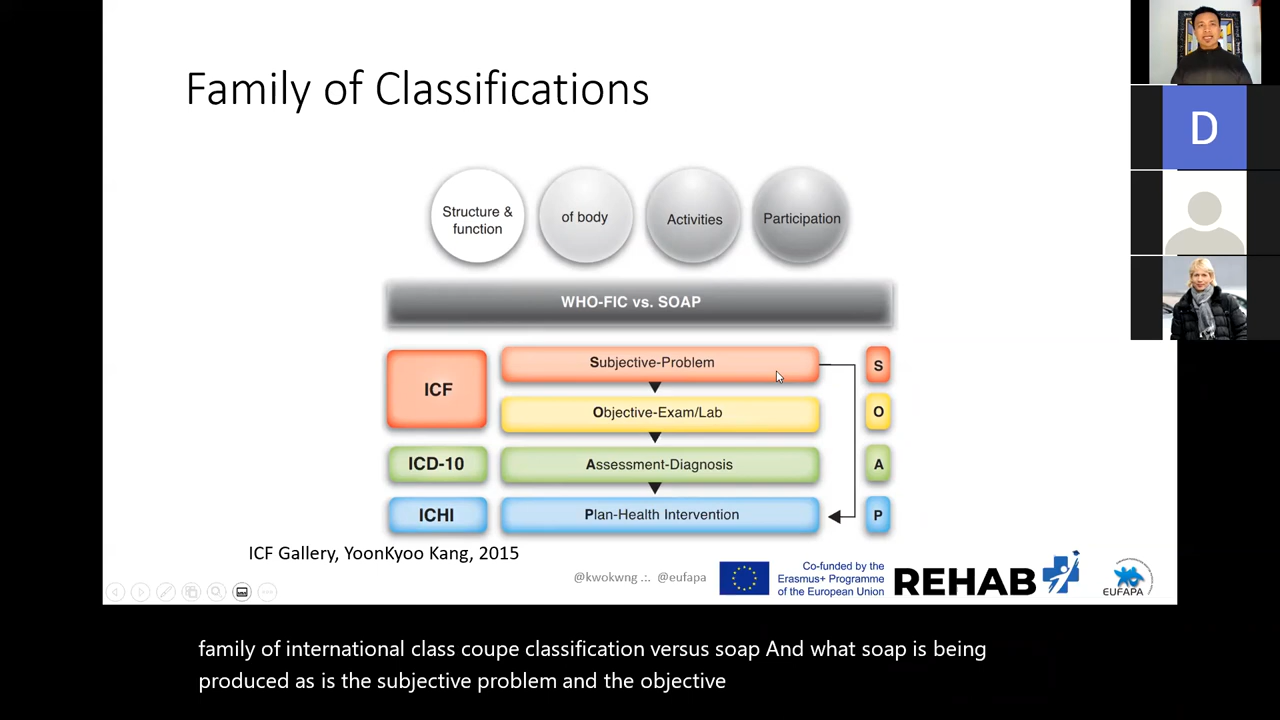 Family of Classifications
Structure &
function
of body
Activities
Participation
WHO-FIC vs. SOAP
ICF
Subjective-Problem
S
Objective-Exam/Lab
O
ICD-10
Assessment-Diagnosis
A
ICHI
Plan-Health Intervention
P
ICF Gallery, YoonKyoo Kang, 2015
@kwokwng .:. @eufapa
Co-funded by the
Erasmus+ Programme
of the European Union
REHAB
EUFAPA
D
family of international class coupe classification versus soap And what soap is being
produced as is the subjective problem and the objective